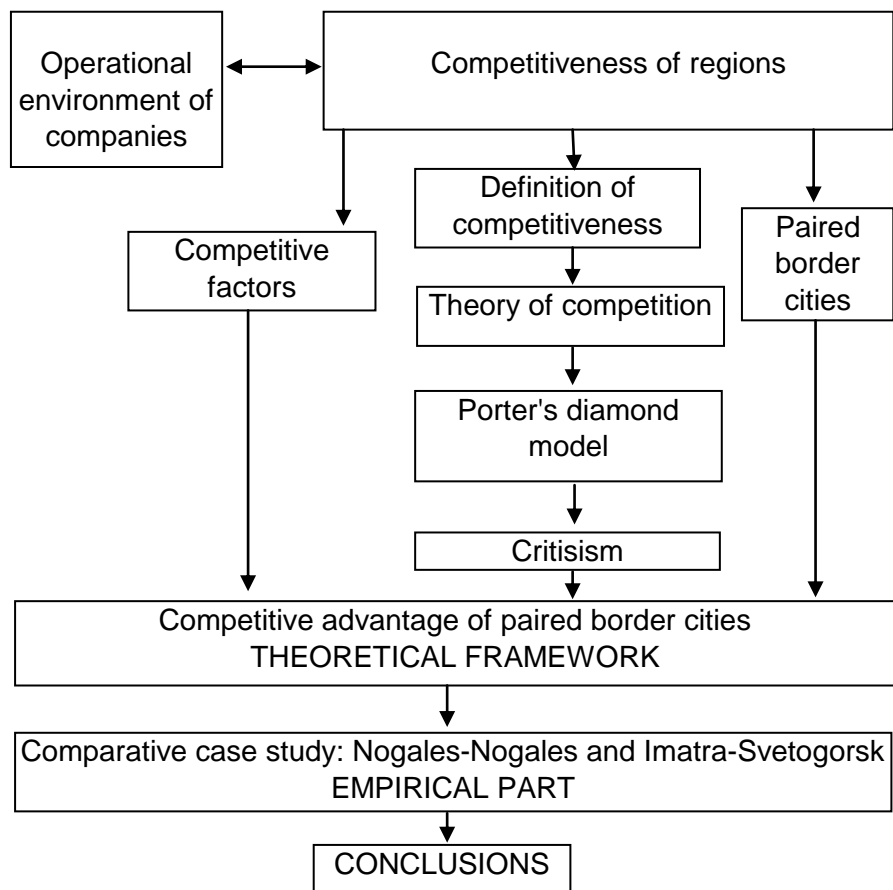 Operational
environment of
companies
Competitiveness of regions
Definition of
competitiveness
Competitive
factors
Paired
border
cities
Theory of competition
Porter's diamond
model
Critisism
Competitive advantage of paired border cities
THEORETICAL FRAMEWORK
Comparative case study: Nogales-Nogales and Imatra-Svetogorsk
EMPIRICAL PART
CONCLUSIONS